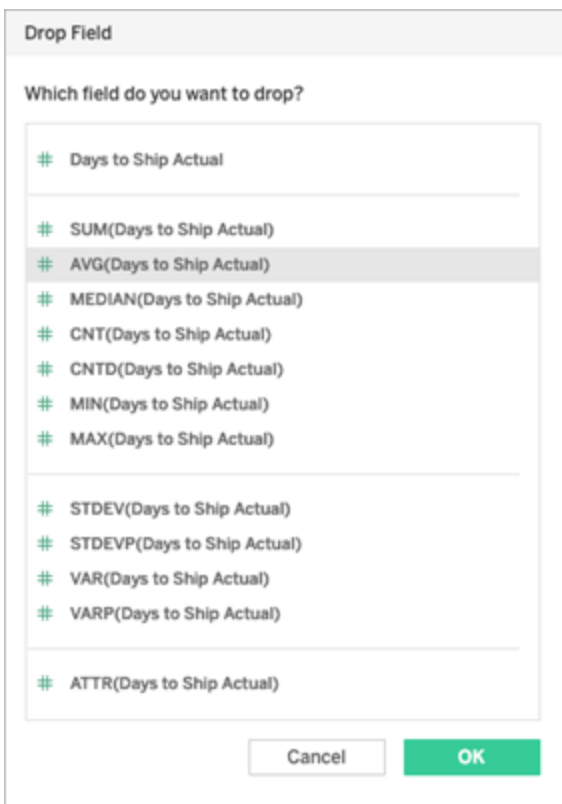 Drop Field
Which field do you want to drop?
# Days to Ship Actual
# SUM(Days to Ship Actual)
# AVG(Days to Ship Actual)
# MEDIAN(Days to Ship Actual)
# CNT(Days to Ship Actual)
# CNTD(Days to Ship Actual)
# MIN(Days to Ship Actual)
# MAX(Days to Ship Actual)
# STDEV(Days to Ship Actual)
# STDEVP(Days to Ship Actual)
# VAR(Days to Ship Actual)
# VARP(Days to Ship Actual)
# ATTR(Days to Ship Actual)
Cancel OK